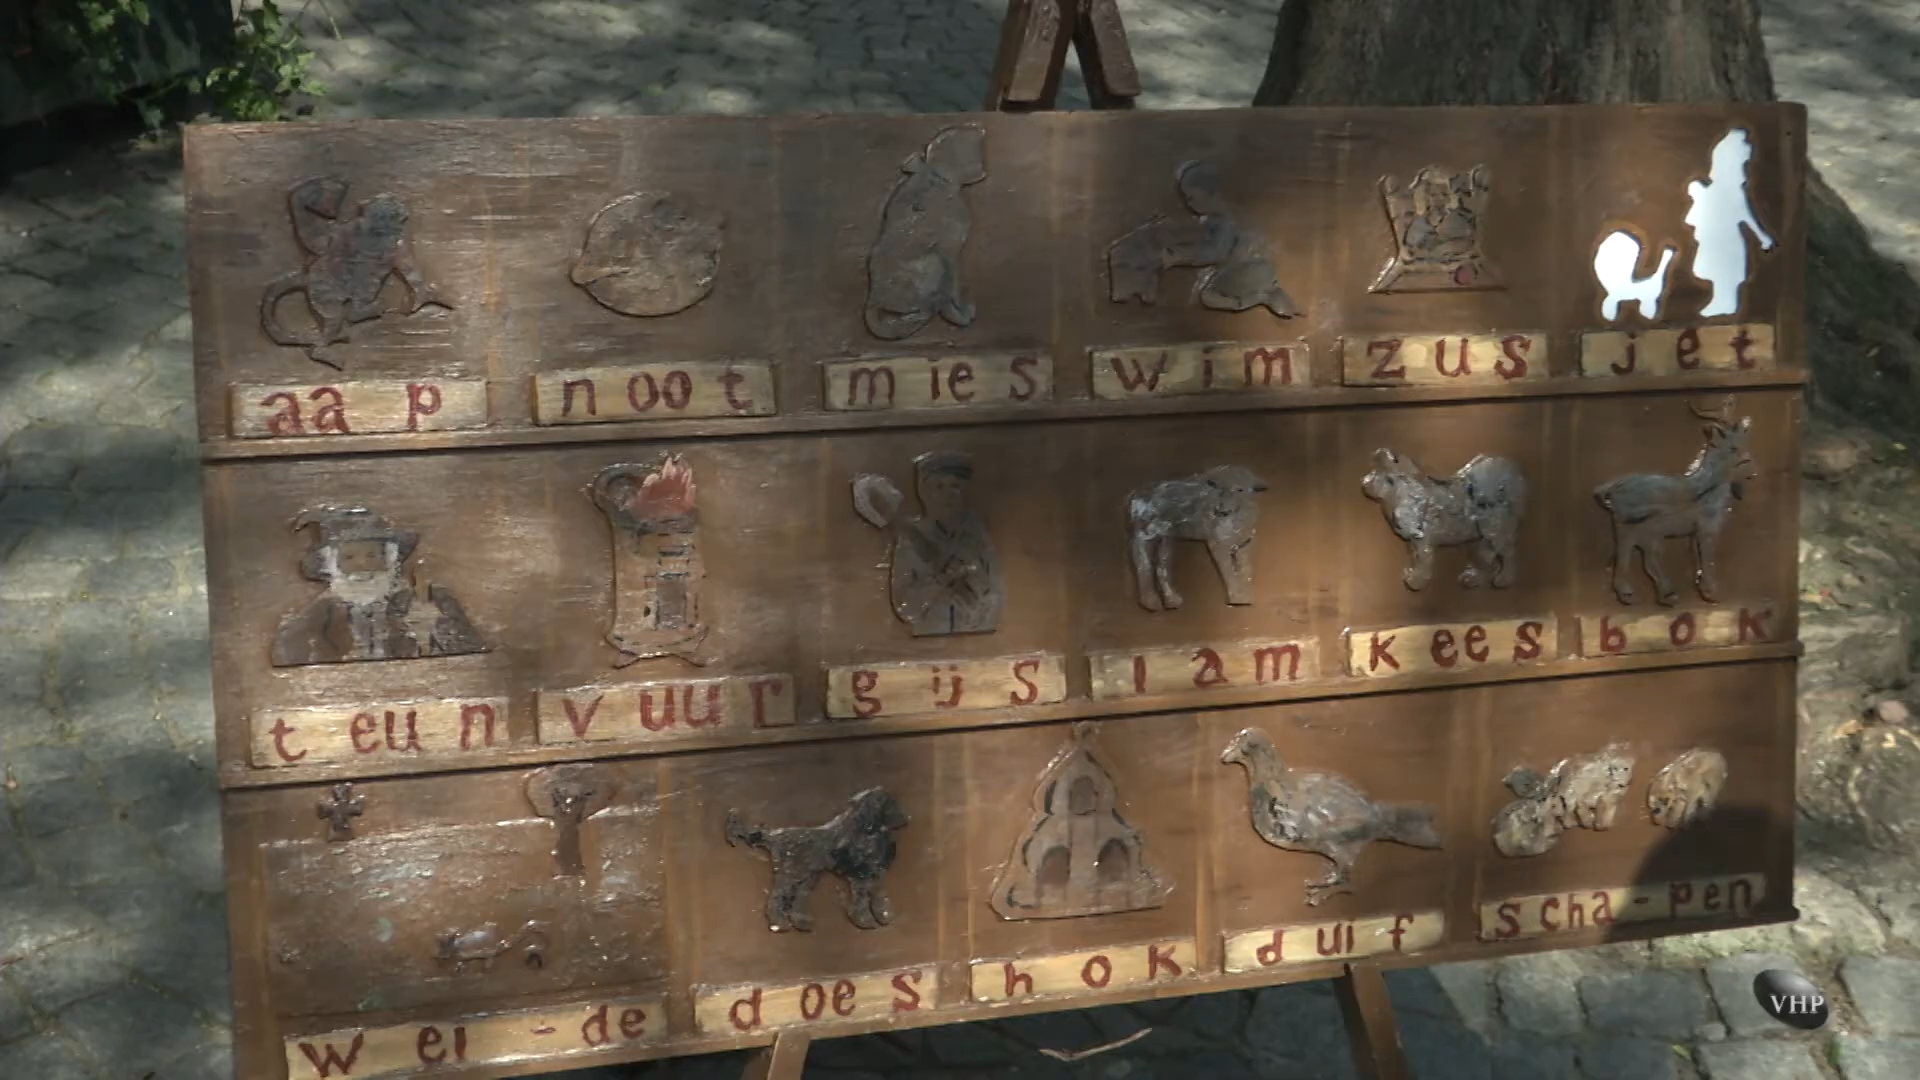 aap noot mies wim zus jet
teun vuur gijs lam kees bok
wei-de does hok duif scha-pen
VHP